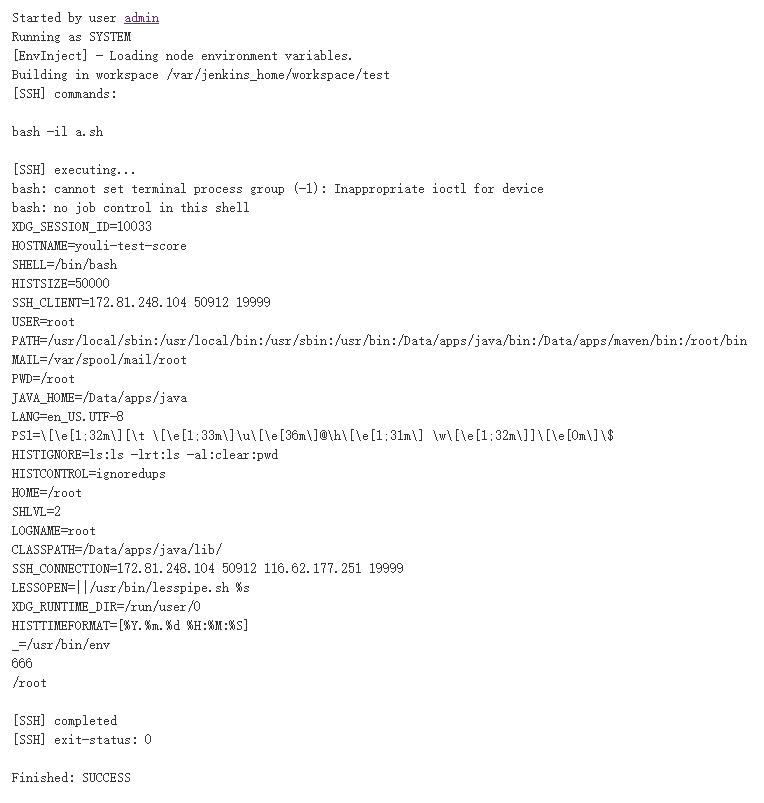 Started by user admin
Running as SYSTEM
[EnvInject] - Loading node environment variables.
Building in workspace /var/jenkins_home/workspace/test
[SSH] commands:
bash -il a.sh
[SSH] executing...
bash: cannot set terminal process group (-1): Inappropriate ioctl for device
bash: no job control in this shell
XDG_SESSION_ID=10033
HOSTNAME=youli-test-score
SHELL=/bin/bash
HISTSIZE=50000
SSH_CLIENT=172.81.248.104 50912 19999
USER=root
PATH=/usr/local/sbin:/usr/local/bin:/usr/sbin:/usr/bin:/Data/apps/java/bin:/Data/apps/maven/bin:/root/bin
MAIL=/var/spool/mail/root
PWD=/root
JAVA_HOME=/Data/apps/java
LANG=en_US.UTF-8
PS1=\[\e[1;32m\][\t \[\e[1;33m\]\u\[\e[36m\]@\h\[\e[1;31m\] \w\[\e[1;32m\]]\[\e[0m\]\$
HISTIGNORE=ls:ls -lrt:ls -al:clear:pwd
HISTCONTROL=ignoredups
HOME=/root
SHLVL=2
LOGNAME=root
CLASSPATH=/Data/apps/java/lib/
SSH_CONNECTION=172.81.248.104 50912 116.62.177.251 19999
LESSOPEN=||/usr/bin/lesspipe.sh %s
XDG_RUNTIME_DIR=/run/user/0
HISTTIMEFORMAT=[%Y.%m.%d %H:%M:%S]
_=/usr/bin/env
666
/root
[SSH] completed
[SSH] exit-status: 0
Finished: SUCCESS